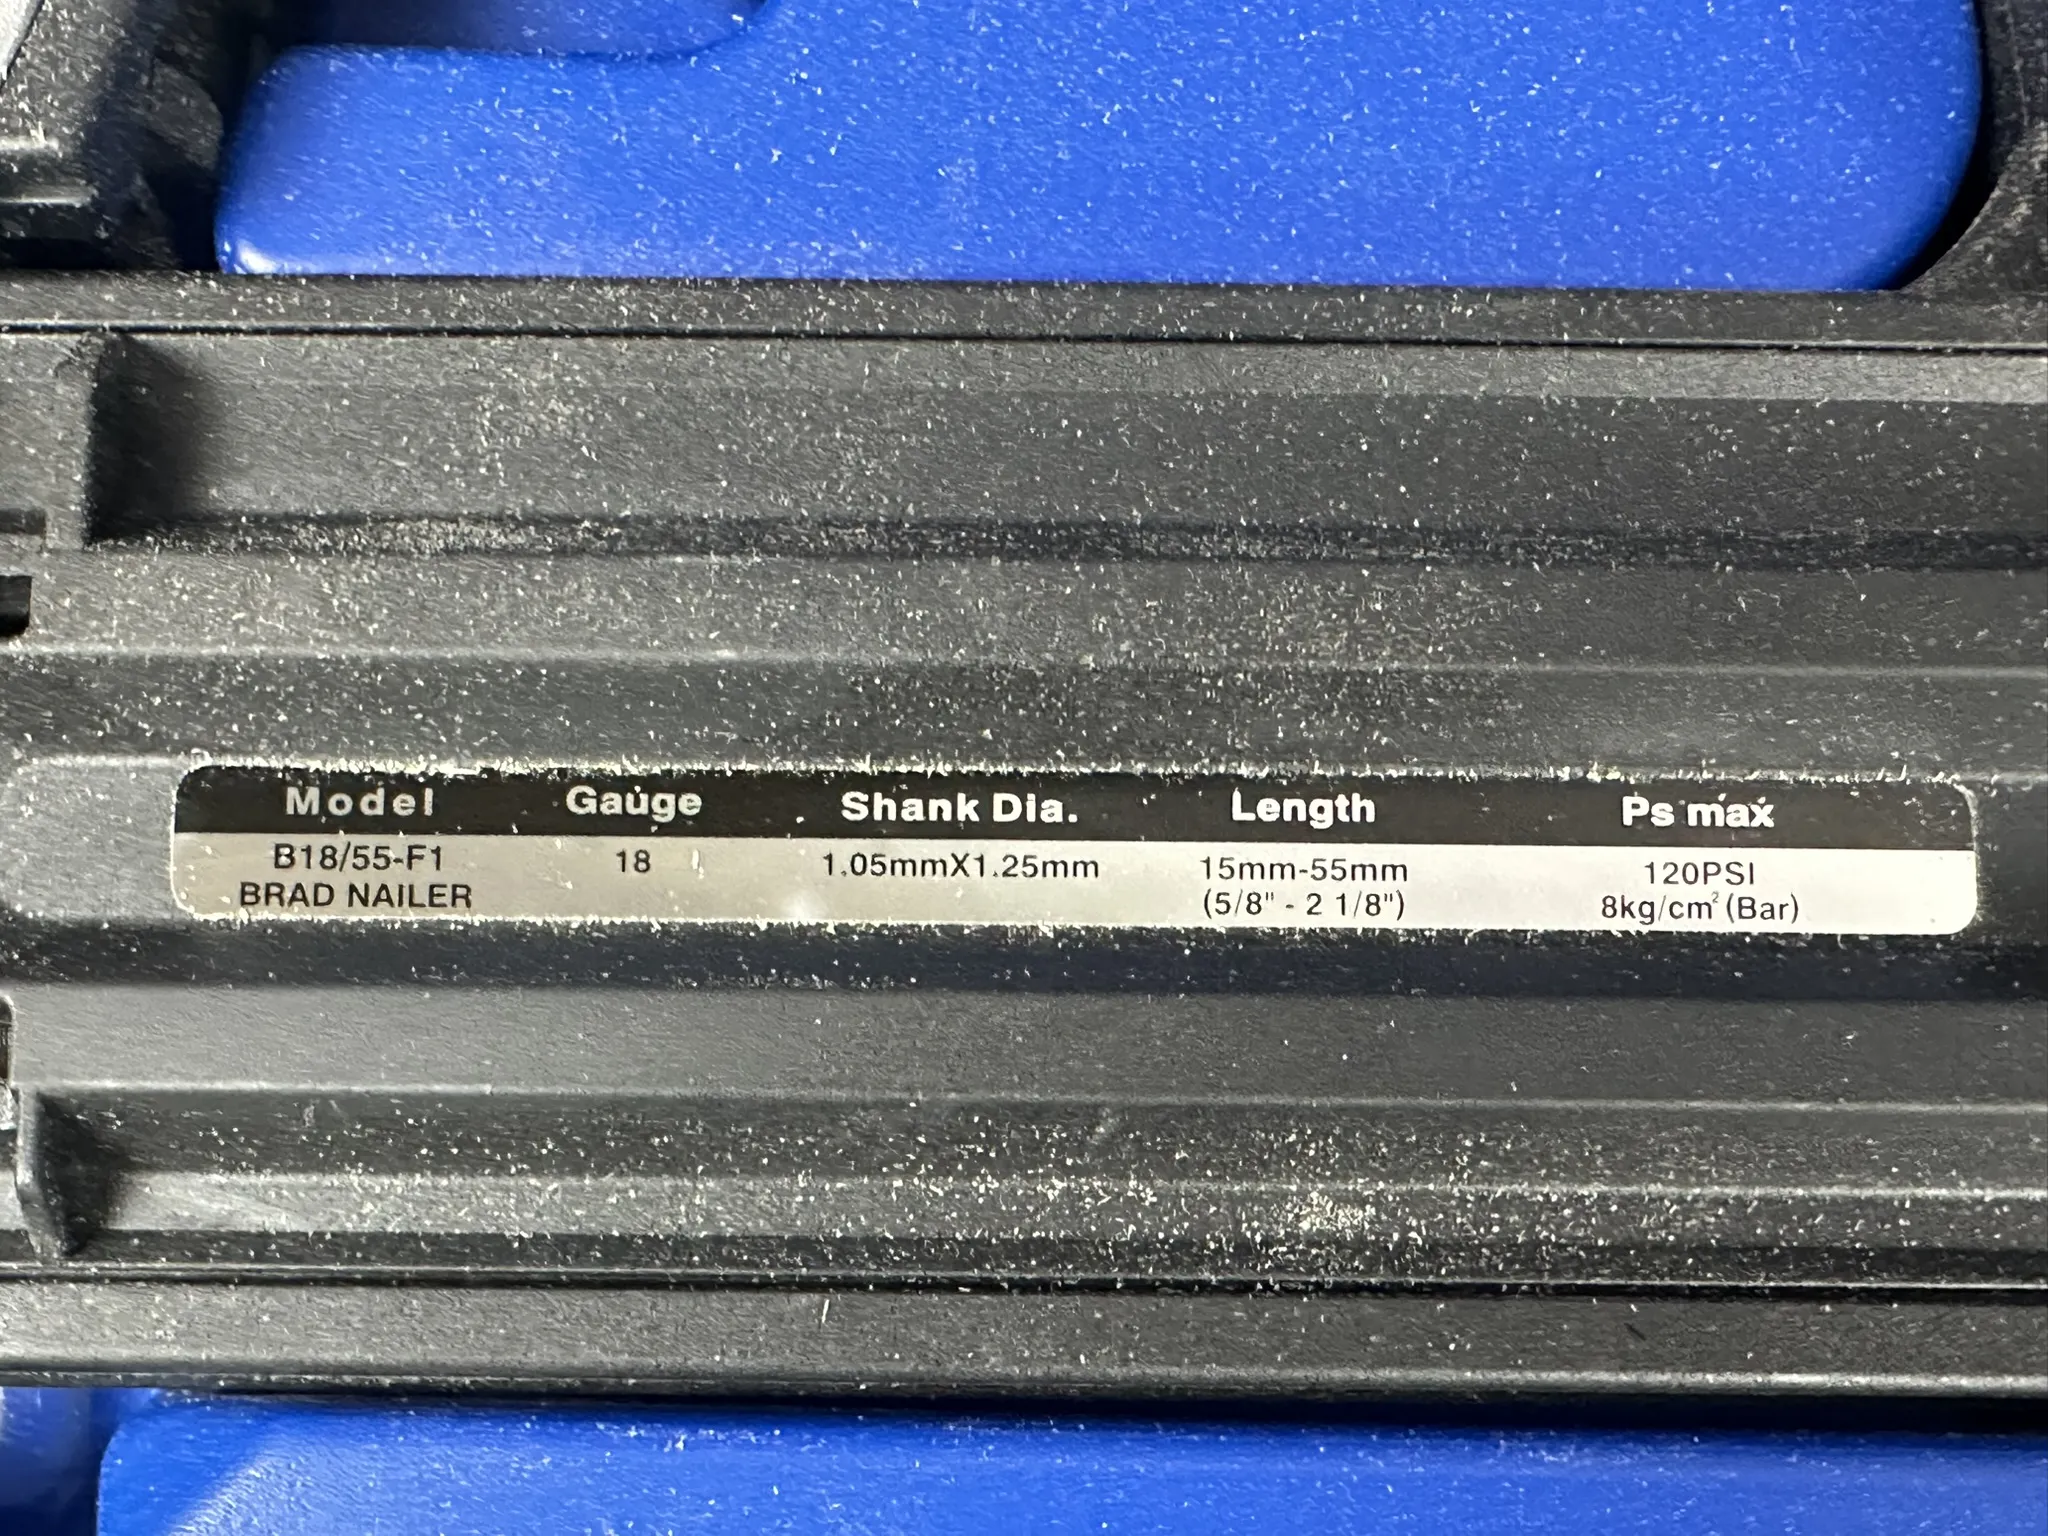 Model Gauge Shank Dia. Length Ps max
B18/55-F1 18 1.05mmX1.25mm 15mm-55mm 120PSI
BRAD NAILER (5/8" - 2 1/8") 8kg/cm² (Bar)